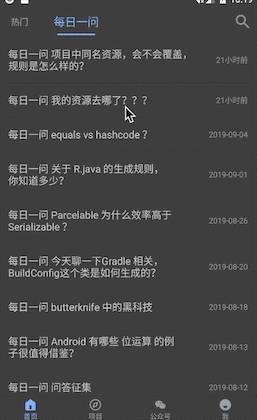 热门 每日一问
每日一问 项目中同名资源，会不会覆盖，
规则是怎么样的？
21小时前
每日一问 我的资源去哪了？？？
21小时前
每日一问 equals vs hashcode ？
2019-09-04
每日一问 关于 R.java 的生成规则，
你知道多少？
2019-09-01
每日一问 Parcelable 为什么效率高于
Serializable ？
2019-08-26
每日一问 今天聊一下Gradle 相关，
BuildConfig这个类是如何生成的？
2019-08-20
每日一问 butterknife 中的黑科技
2019-08-18
每日一问 Android 有哪些 位运算 的例
子很值得借鉴？
2019-08-13
每日一问 问答征集
2019-08-12
首页 项目 公众号 我